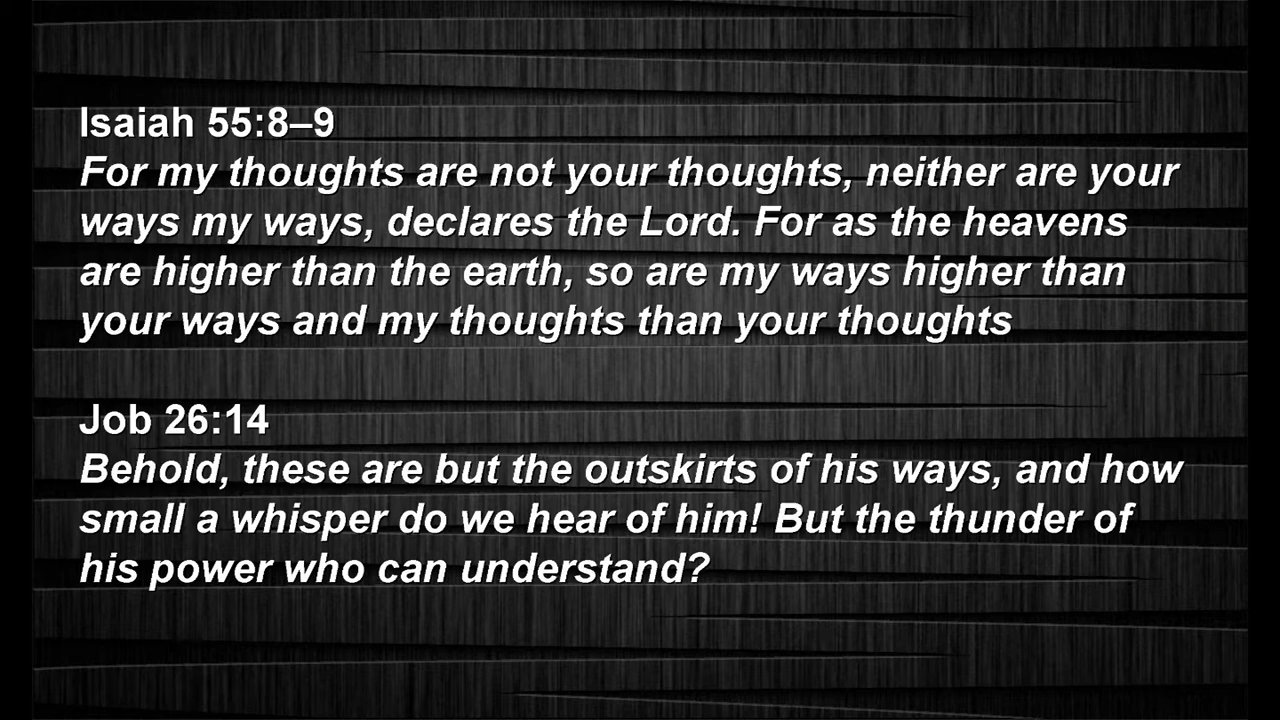 Isaiah 55:8–9
For my thoughts are not your thoughts, neither are your
ways my ways, declares the Lord. For as the heavens
are higher than the earth, so are my ways higher than
your ways and my thoughts than your thoughts
Job 26:14
Behold, these are but the outskirts of his ways, and how
small a whisper do we hear of him! But the thunder of
his power who can understand?